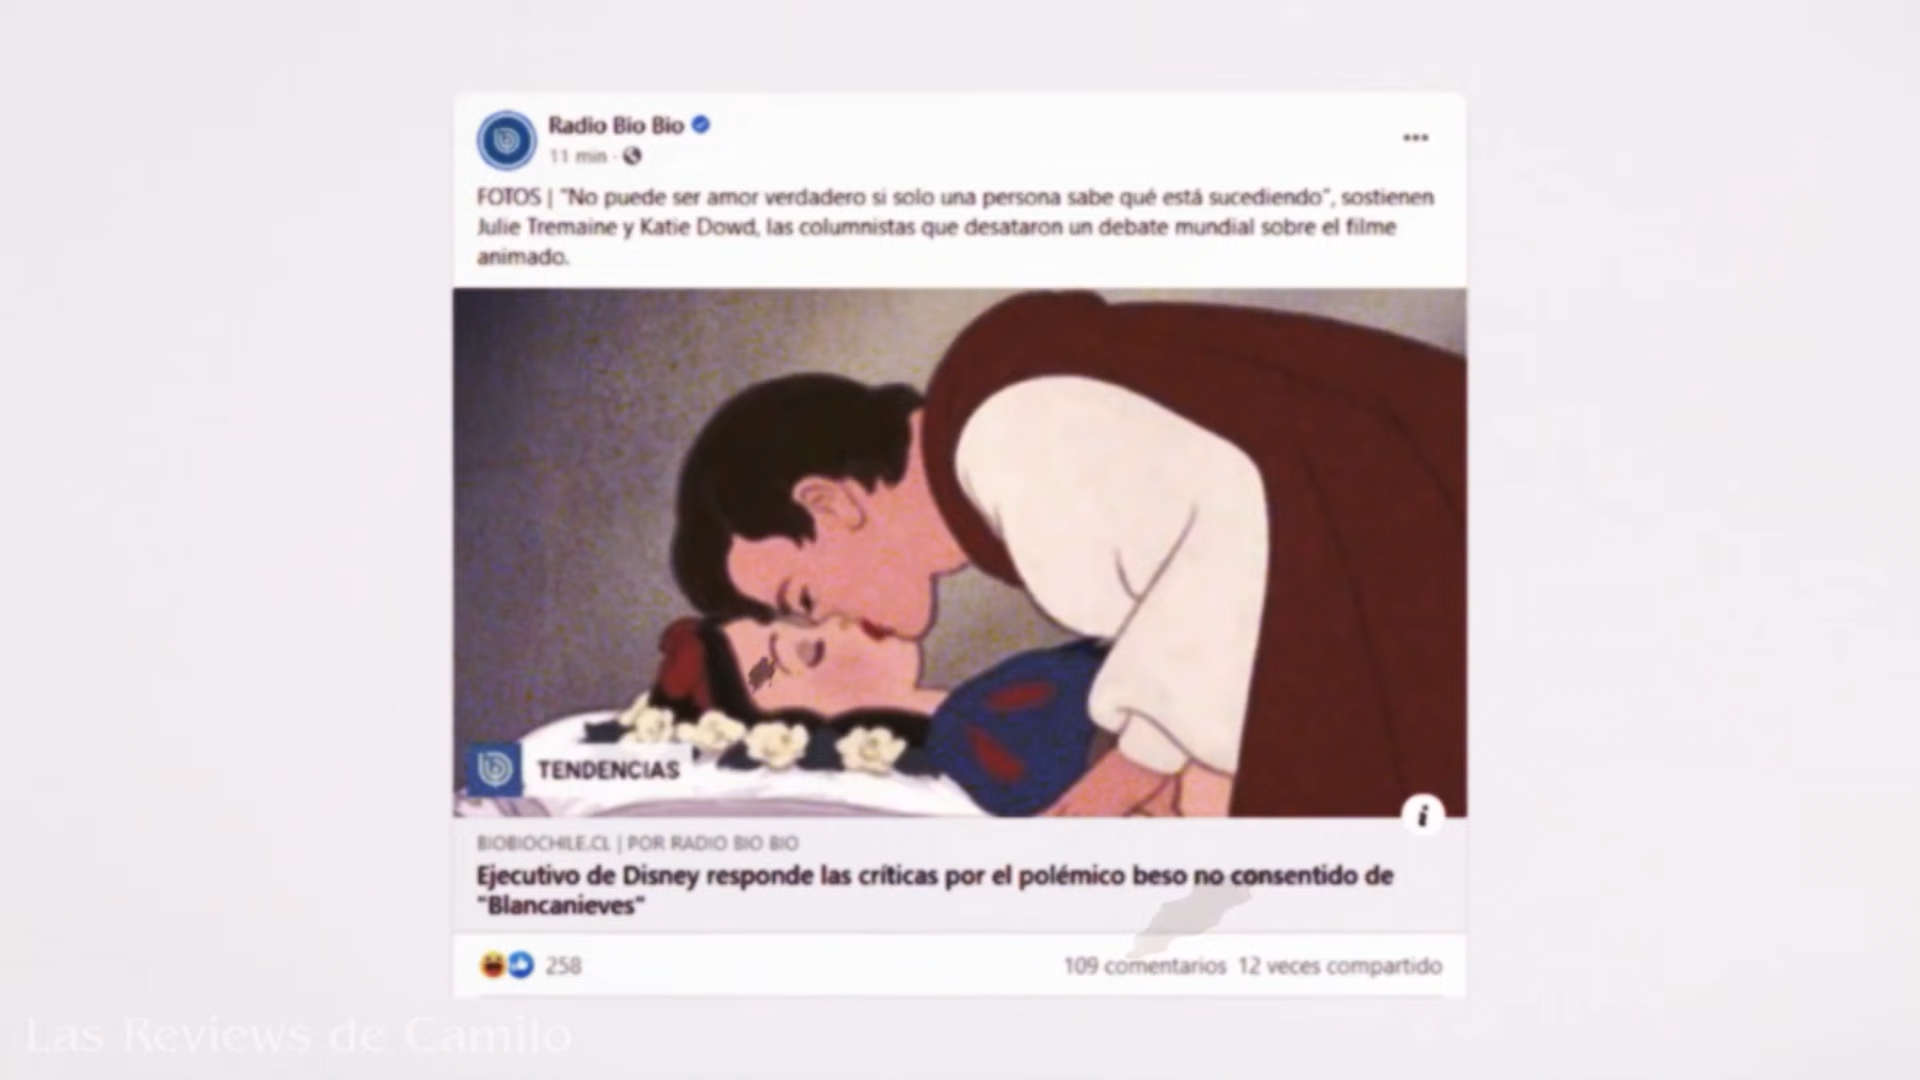 Radio Bio Bio
11 min ·
FOTOS | "No puede ser amor verdadero si solo una persona sabe qué está sucediendo", sostienen
Julie Tremaine y Katie Dowd, las columnistas que desataron un debate mundial sobre el filme
animado.
TENDENCIAS
i
BIOBIOCHILE.CL | POR RADIO BIO BIO
Ejecutivo de Disney responde las críticas por el polémico beso no consentido de
"Blancanieves"
258
109 comentarios 12 veces compartido
Las Reviews de Camilo